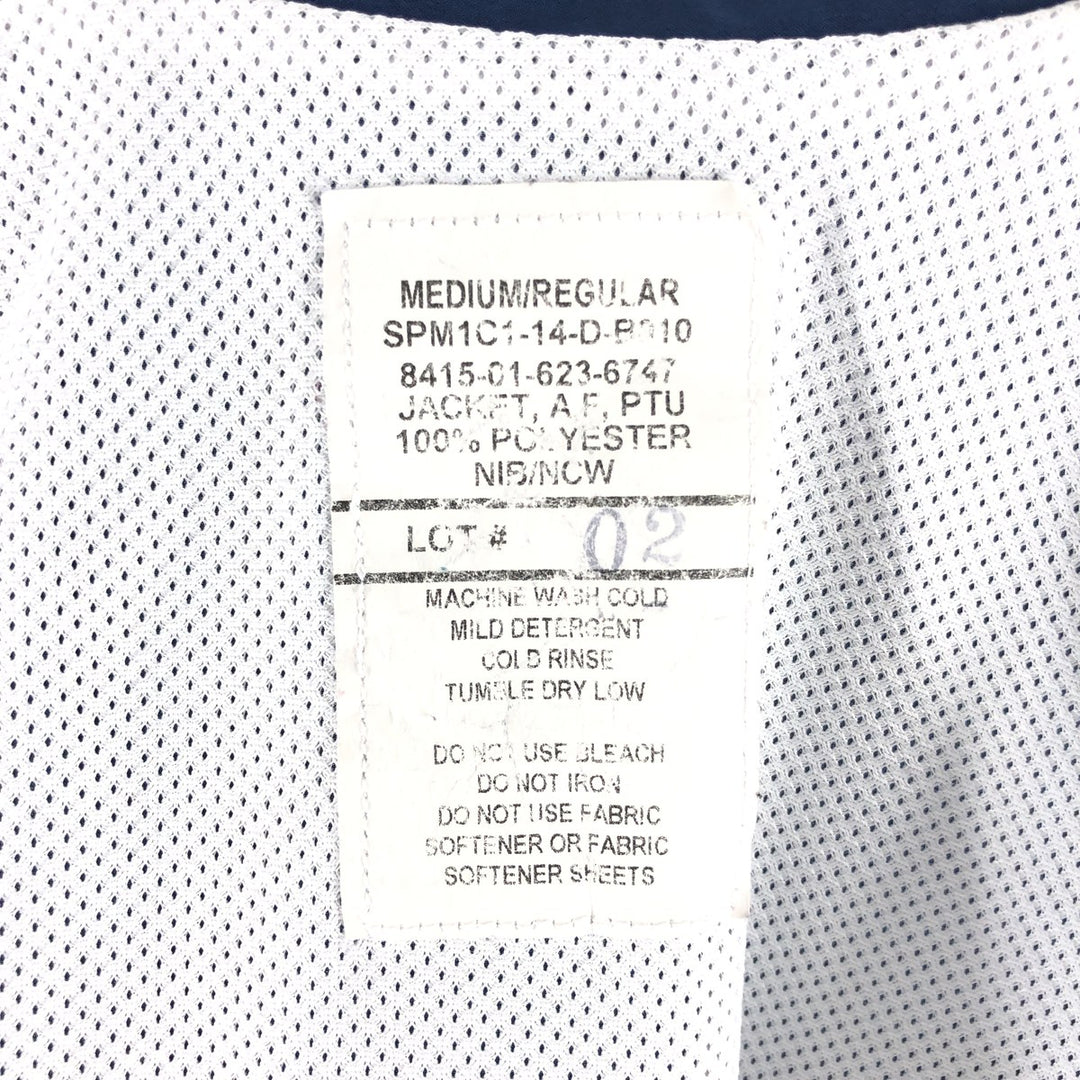 MEDIUM/REGULAR
SPM1C1-14-D-B010
8415-01-623-6747
JACKET, A.F, PTU
100% POLYESTER
NIB/NCW
LOT # 02
MACHINE WASH COLD
MILD DETERGENT
COLD RINSE
TUMBLE DRY LOW
DO NOT USE BLEACH
DO NOT IRON
DO NOT USE FABRIC
SOFTENER OR FABRIC
SOFTENER SHEETS